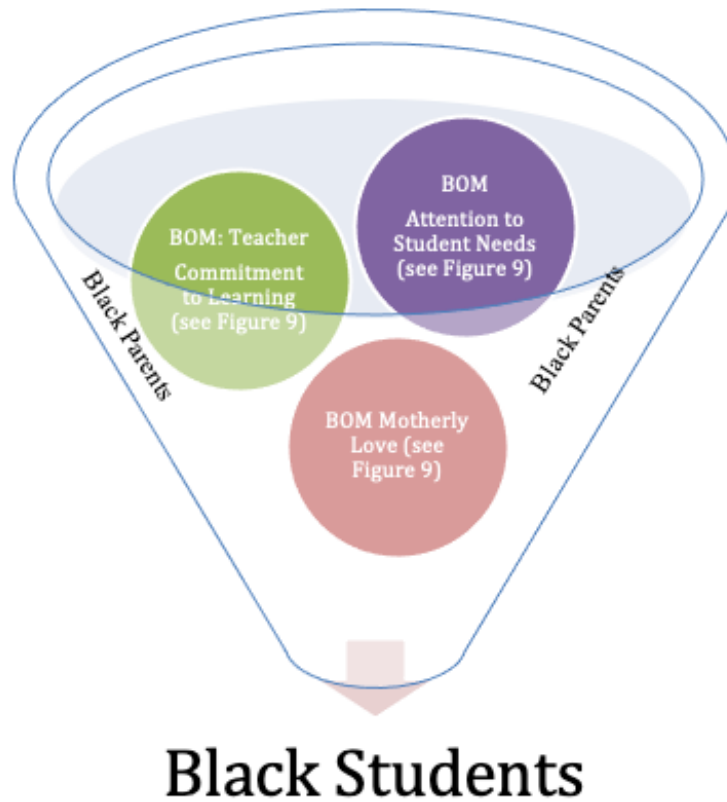 BOM
Attention to
Student Needs
(see Figure 9)
BOM: Teacher
Commitment
to Learning
(see Figure 9)
Black Parents
Black Parents
BOM Motherly
Love (see
Figure 9)
Black Students